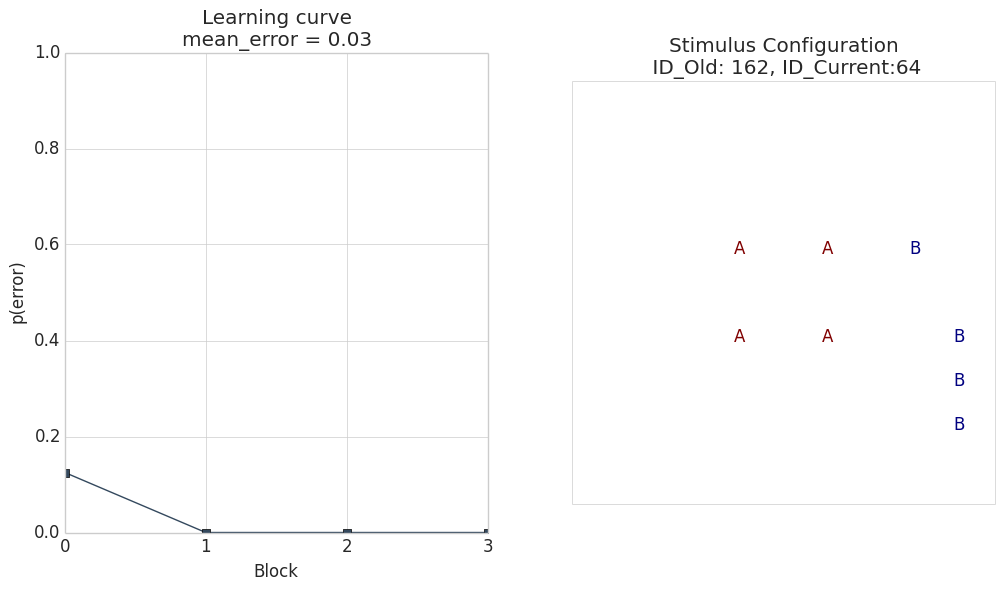 Learning curve
mean_error = 0.03
1.0
0.8
0.6
0.4
0.2
0.0
0 1 2 3
p(error)
Block
Stimulus Configuration
ID_Old: 162, ID_Current:64
A A B
A A B
B
B